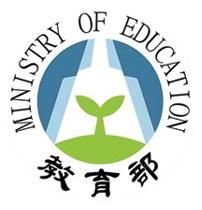 MINISTRY OF EDUCATION
教育部